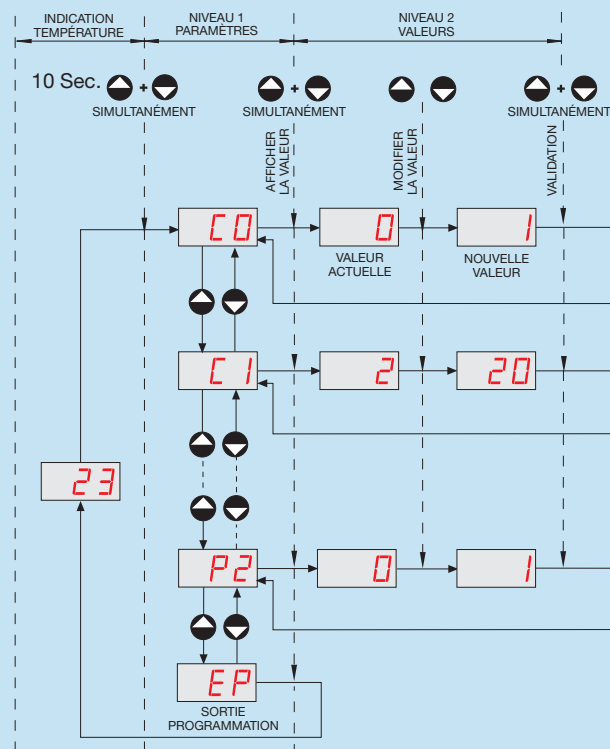 INDICATION
TEMPÉRATURE
NIVEAU 1
PARAMÈTRES
NIVEAU 2
VALEURS
10 Sec.
+
SIMULTANÉMENT
+
SIMULTANÉMENT
+
SIMULTANÉMENT
AFFICHER
LA VALEUR
MODIFIER
LA VALEUR
VALIDATION
C0
0
1
VALEUR
ACTUELLE
NOUVELLE
VALEUR
C1
2
20
23
P2
0
1
EP
SORTIE
PROGRAMMATION